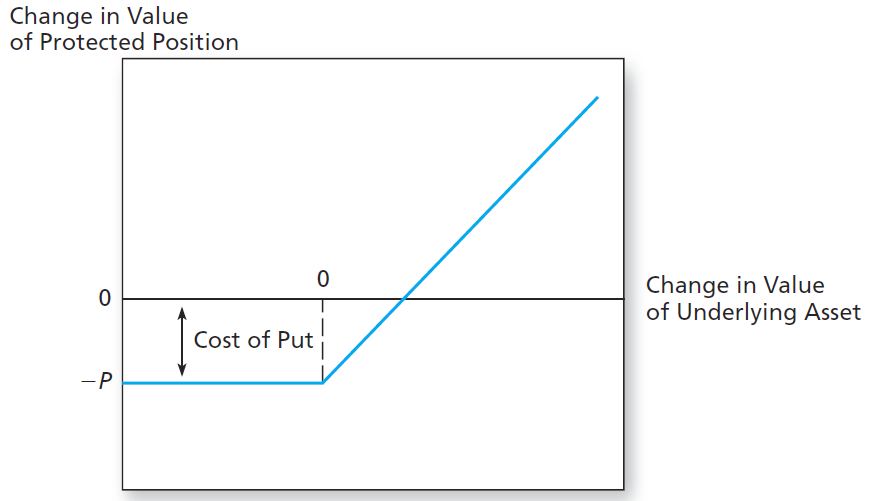 Change in Value
of Protected Position
0
0
Change in Value
of Underlying Asset
Cost of Put
−P